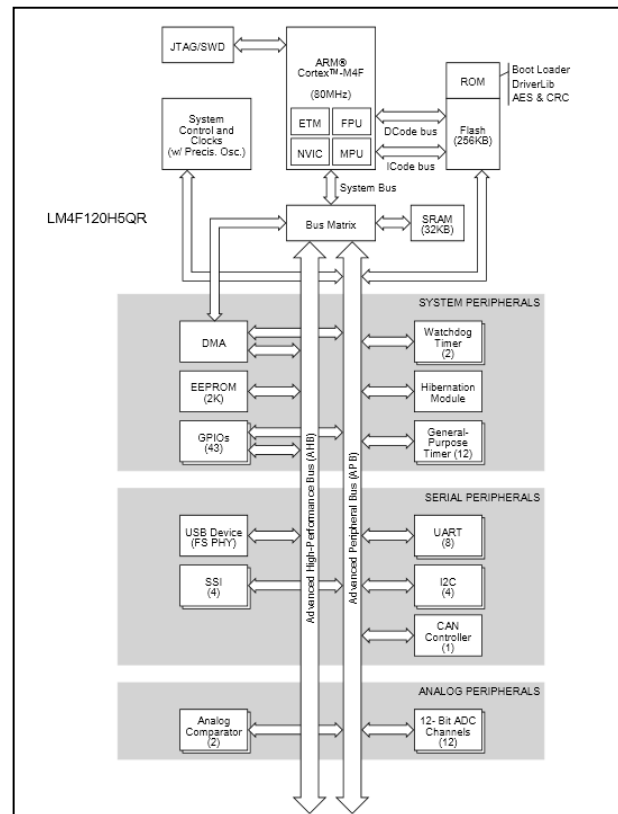 JTAG/SWD
ARM®
Cortex™-M4F
(80MHz)
ETM
FPU
NVIC
MPU
ROM
Boot Loader
DriverLib
AES & CRC
Flash
(256KB)
DCode bus
ICode bus
System
Control and
Clocks
(w/ Precis. Osc.)
System Bus
LM4F120H5QR
Bus Matrix
SRAM
(32KB)
SYSTEM PERIPHERALS
DMA
Watchdog
Timer
(2)
EEPROM
(2K)
Hibernation
Module
GPIOs
(43)
General-
Purpose
Timer (12)
Advanced High-Performance Bus (AHB)
Advanced Peripheral Bus (APB)
SERIAL PERIPHERALS
USB Device
(FS PHY)
UART
(8)
SSI
(4)
I2C
(4)
CAN
Controller
(1)
ANALOG PERIPHERALS
Analog
Comparator
(2)
12- Bit ADC
Channels
(12)